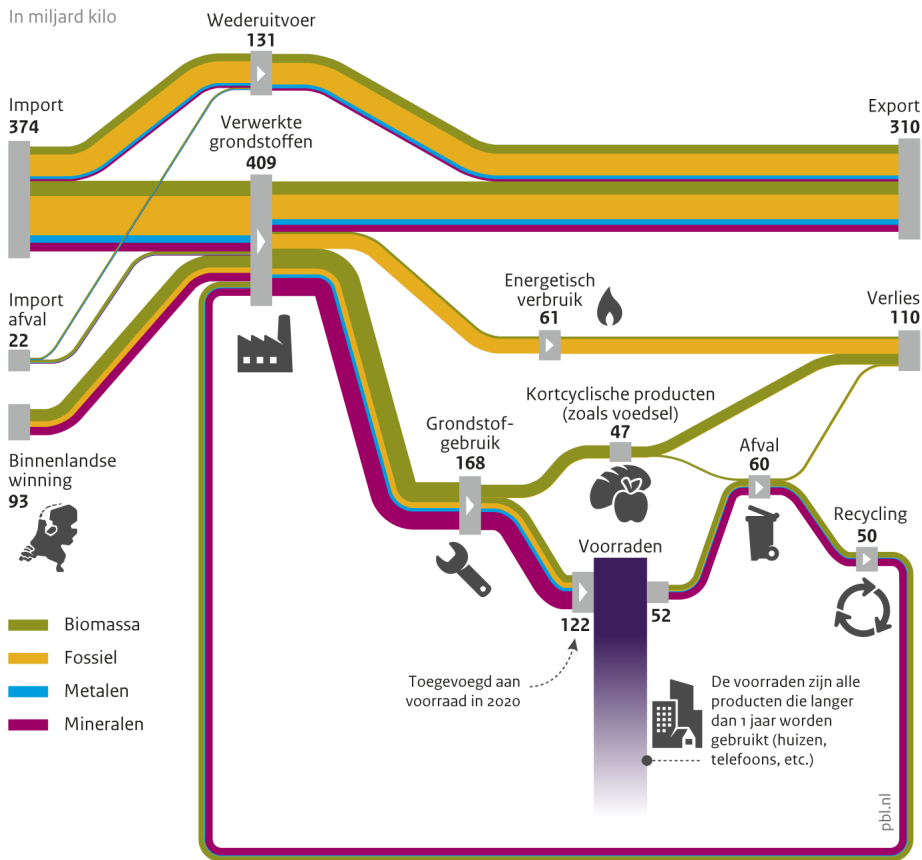 In miljard kilo
Wederuitvoer
131
Import
374
Verwerkte
grondstoffen
409
Export
310
Import
afval
22
Energetisch
verbruik
61
Verlies
110
Binnenlandse
winning
93
Grondstof-
gebruik
168
Kortcyclische producten
(zoals voedsel)
47
Afval
60
Recycling
50
Voorraden
122
52
Biomassa
Fossiel
Metalen
Mineralen
Toegevoegd aan
voorraad in 2020
De voorraden zijn alle
producten die langer
dan 1 jaar worden
gebruikt (huizen,
telefoons, etc.)
pbl.nl